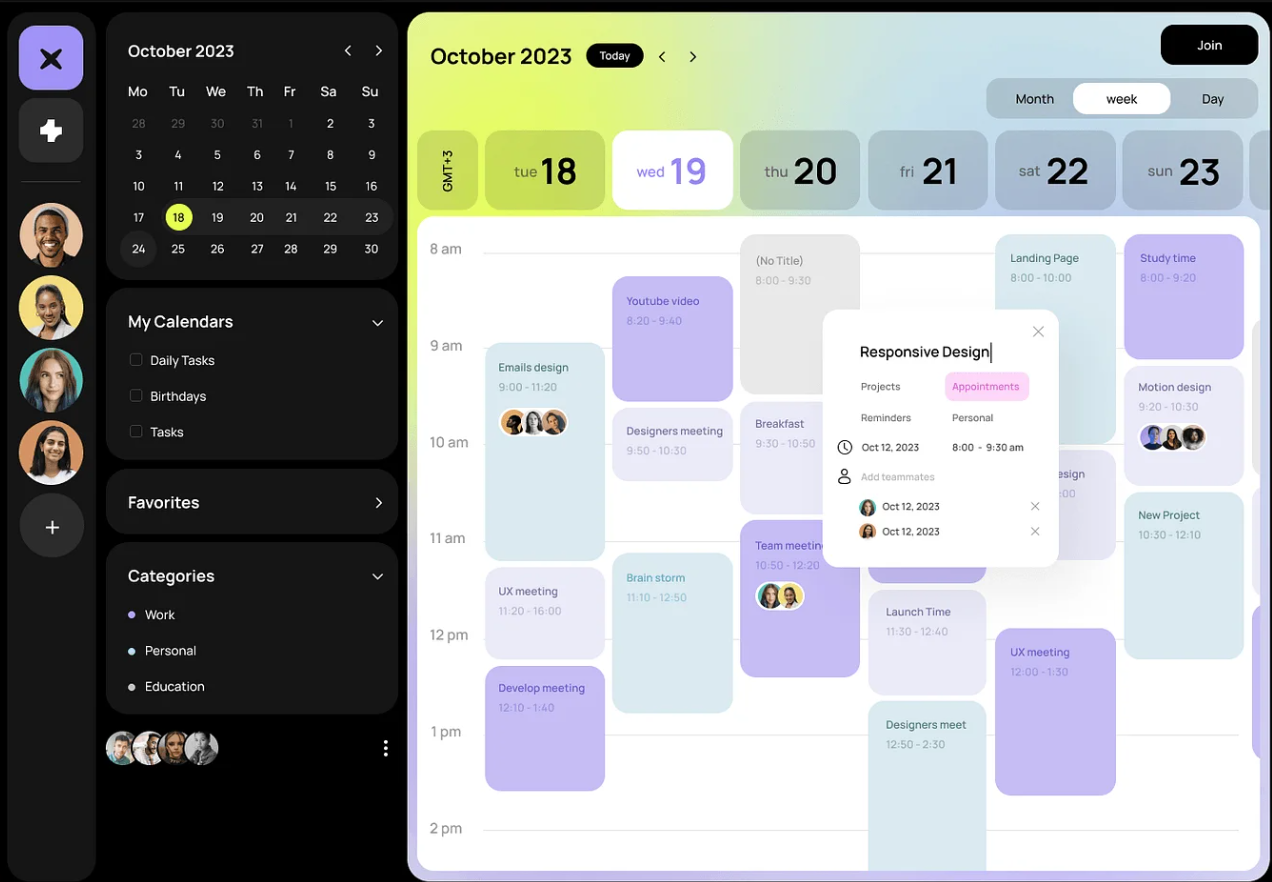 October 2023
Mo Tu We Th Fr Sa Su
28 29 30 31 1 2 3
3 4 5 6 7 8 9
10 11 12 13 14 15 16
17 18 19 20 21 22 23
24 25 26 27 28 29 30
My Calendars
Daily Tasks
Birthdays
Tasks
Favorites
Categories
Work
Personal
Education
October 2023 Today
Join
Month week Day
GMT+3 tue 18 wed 19 thu 20 fri 21 sat 22 sun 23
8 am
9 am
10 am
11 am
12 pm
1 pm
2 pm
Emails design
9:00 - 11:20
UX meeting
11:20 - 16:00
Develop meeting
12:10 - 1:40
Youtube video
8:20 - 9:40
Designers meeting
9:50 - 10:30
Brain storm
11:10 - 12:50
(No Title)
8:00 - 9:30
Breakfast
9:30 - 10:50
Team meeting
10:50 - 12:20
Responsive Design
Projects Appointments
Reminders Personal
Oct 12, 2023 8:00 - 9:30 am
Add teammates
Oct 12, 2023
Oct 12, 2023
Launch Time
11:30 - 12:40
Designers meet
12:50 - 2:30
Landing Page
8:00 - 10:00
UX meeting
12:00 - 1:30
Study time
8:00 - 9:20
Motion design
9:20 - 10:30
New Project
10:30 - 12:10